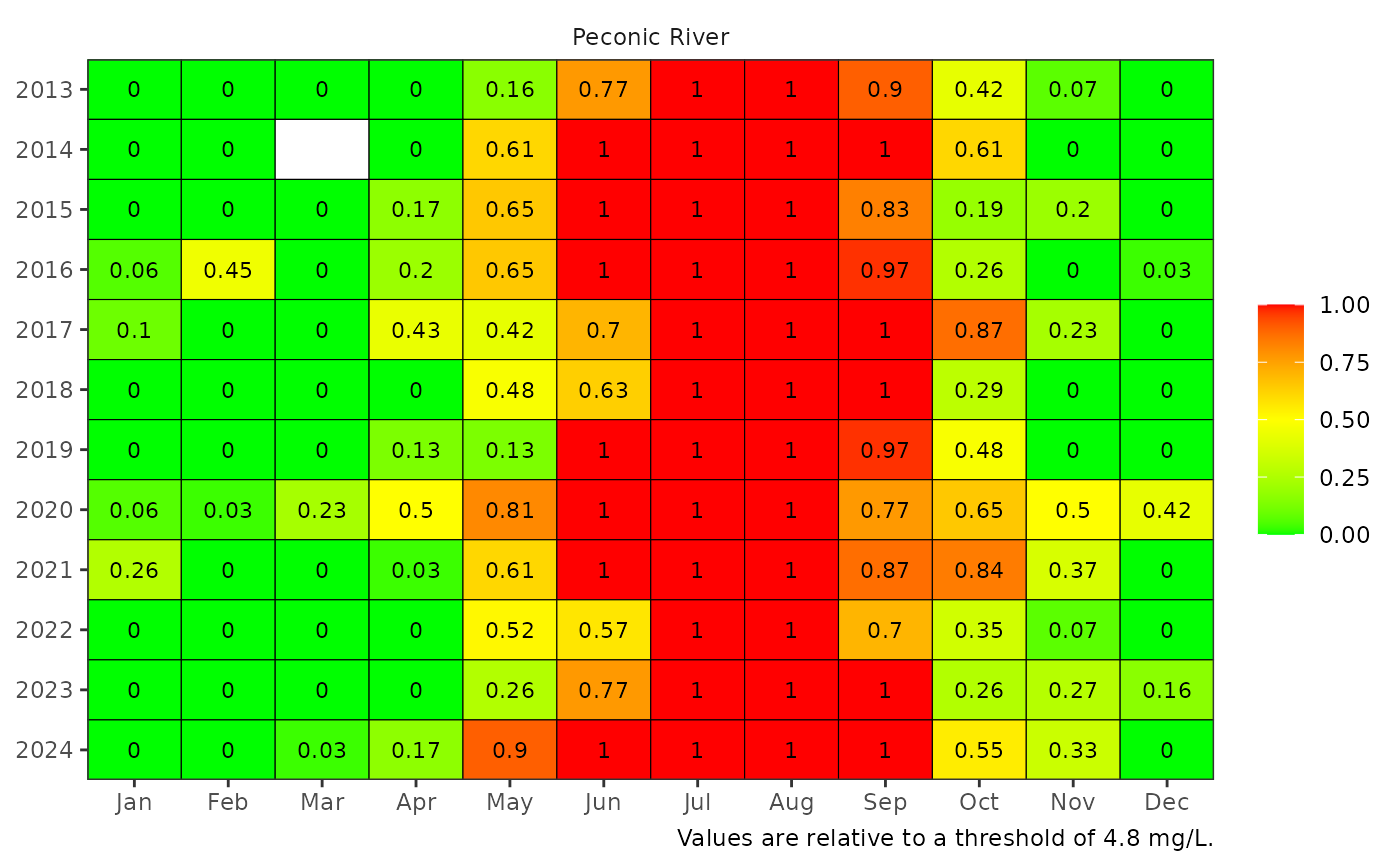 Peconic River
2013 0 0 0 0 0.16 0.77 1 1 0.9 0.42 0.07 0
2014 0 0 0 0.61 1 1 1 1 0.61 0 0
2015 0 0 0 0.17 0.65 1 1 1 0.83 0.19 0.2 0
2016 0.06 0.45 0 0.2 0.65 1 1 1 0.97 0.26 0 0.03
1.00
2017 0.1 0 0 0.43 0.42 0.7 1 1 1 0.87 0.23 0
0.75
2018 0 0 0 0 0.48 0.63 1 1 1 0.29 0 0
0.50
2019 0 0 0 0.13 0.13 1 1 1 0.97 0.48 0 0
0.25
2020 0.06 0.03 0.23 0.5 0.81 1 1 1 0.77 0.65 0.5 0.42
0.00
2021 0.26 0 0 0.03 0.61 1 1 1 0.87 0.84 0.37 0
2022 0 0 0 0 0.52 0.57 1 1 0.7 0.35 0.07 0
2023 0 0 0 0 0.26 0.77 1 1 1 0.26 0.27 0.16
2024 0 0 0.03 0.17 0.9 1 1 1 1 0.55 0.33 0
Jan Feb Mar Apr May Jun Jul Aug Sep Oct Nov Dec
Values are relative to a threshold of 4.8 mg/L.